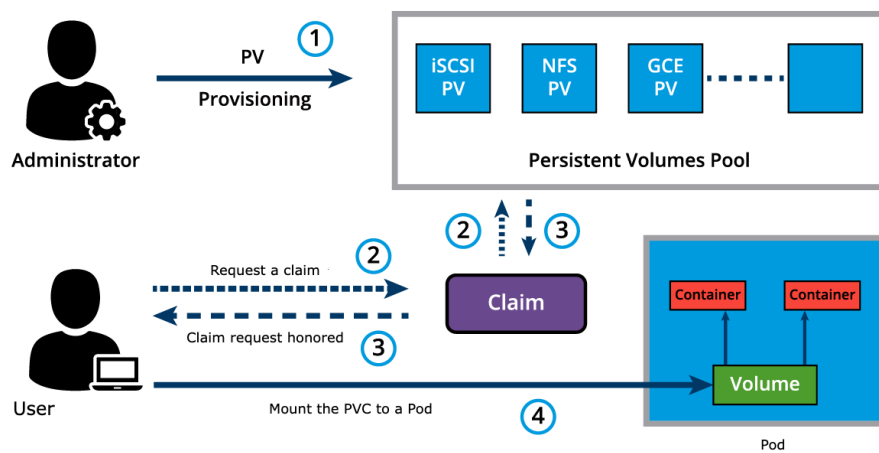 1
PV
Provisioning
Administrator
iSCSI
PV
NFS
PV
GCE
PV
Persistent Volumes Pool
2
3
2
Request a claim
Claim
Claim request honored
3
User
Mount the PVC to a Pod
4
Container
Container
Volume
Pod